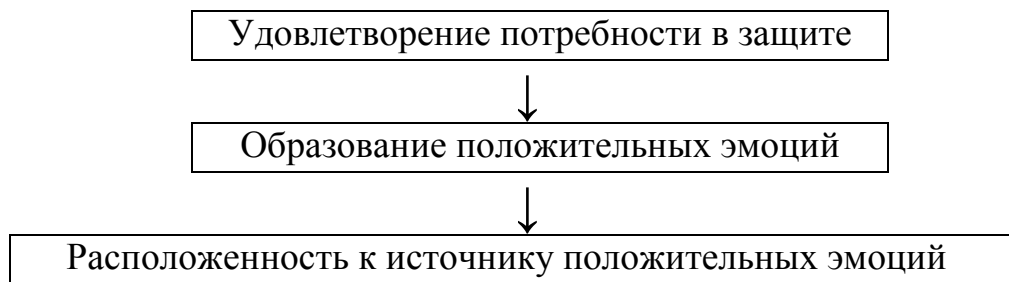 Удовлетворение потребности в защите
Образование положительных эмоций
Расположенность к источнику положительных эмоций